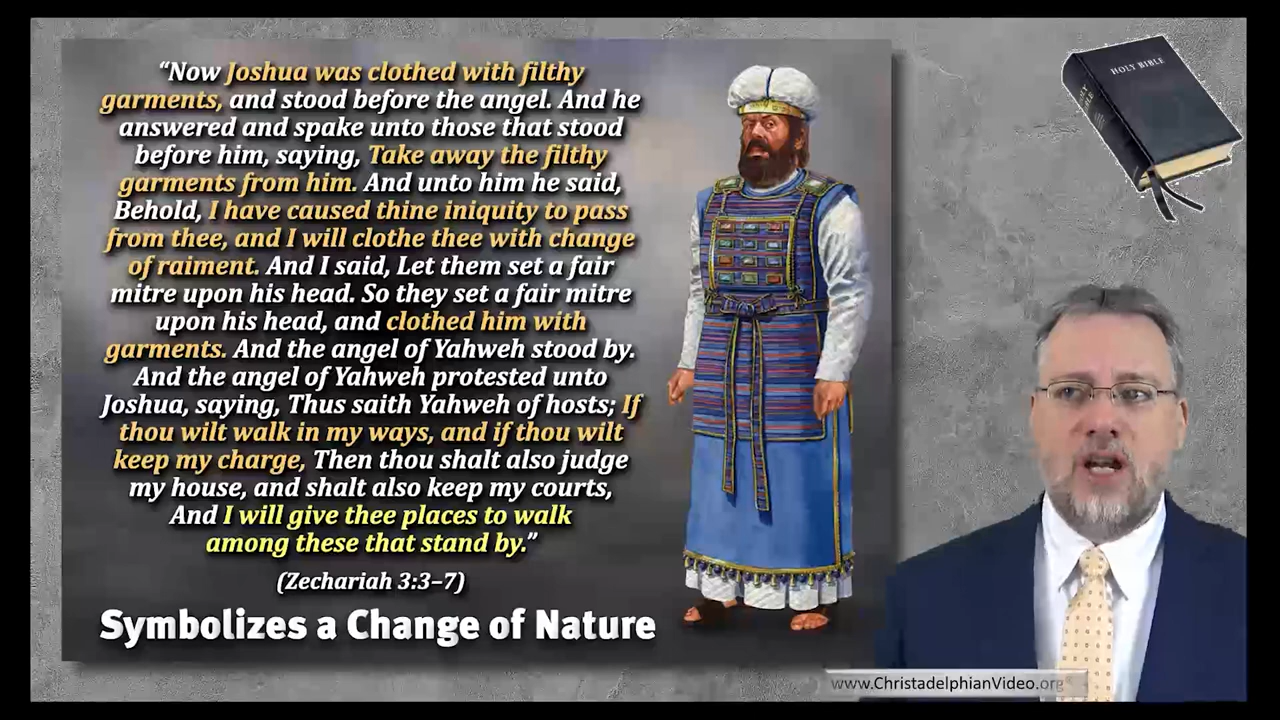 “Now Joshua was clothed with filthy
garments, and stood before the angel. And he
answered and spake unto those that stood
before him, saying, Take away the filthy
garments from him. And unto him he said,
Behold, I have caused thine iniquity to pass
from thee, and I will clothe thee with change
of raiment. And I said, Let them set a fair
mitre upon his head. So they set a fair mitre
upon his head, and clothed him with
garments. And the angel of Yahweh stood by.
And the angel of Yahweh protested unto
Joshua, saying, Thus saith Yahweh of hosts; If
thou wilt walk in my ways, and if thou wilt
keep my charge, Then thou shalt also judge
my house, and shalt also keep my courts,
And I will give thee places to walk
among these that stand by.”
(Zechariah 3:3–7)
Symbolizes a Change of Nature
HOLY BIBLE
www.ChristadelphianVideo.org